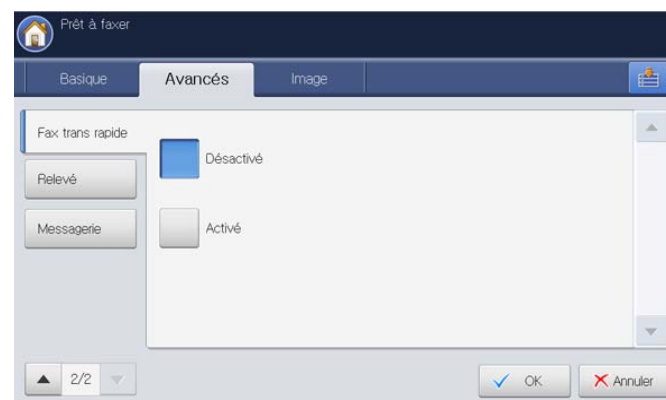 Prêt à faxer
Basique
Avancés
Image
Fax trans rapide
Relevé
Messagerie
Désactivé
Activé
2/2
OK
Annuler